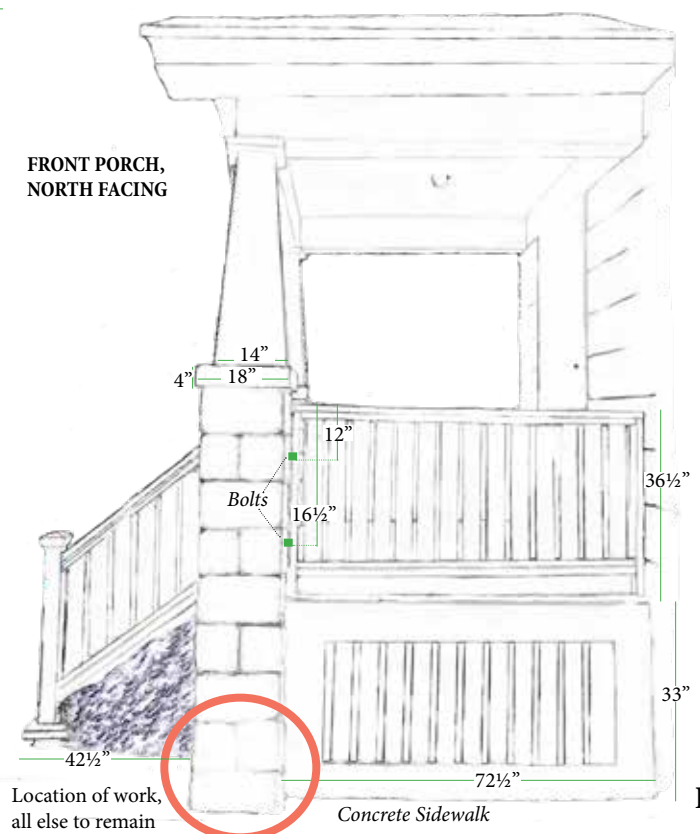 FRONT PORCH,
NORTH FACING
14”
4”
18”
12”
Bolts
36½”
16½”
33”
42½”
72½”
Location of work,
all else to remain
Concrete Sidewalk